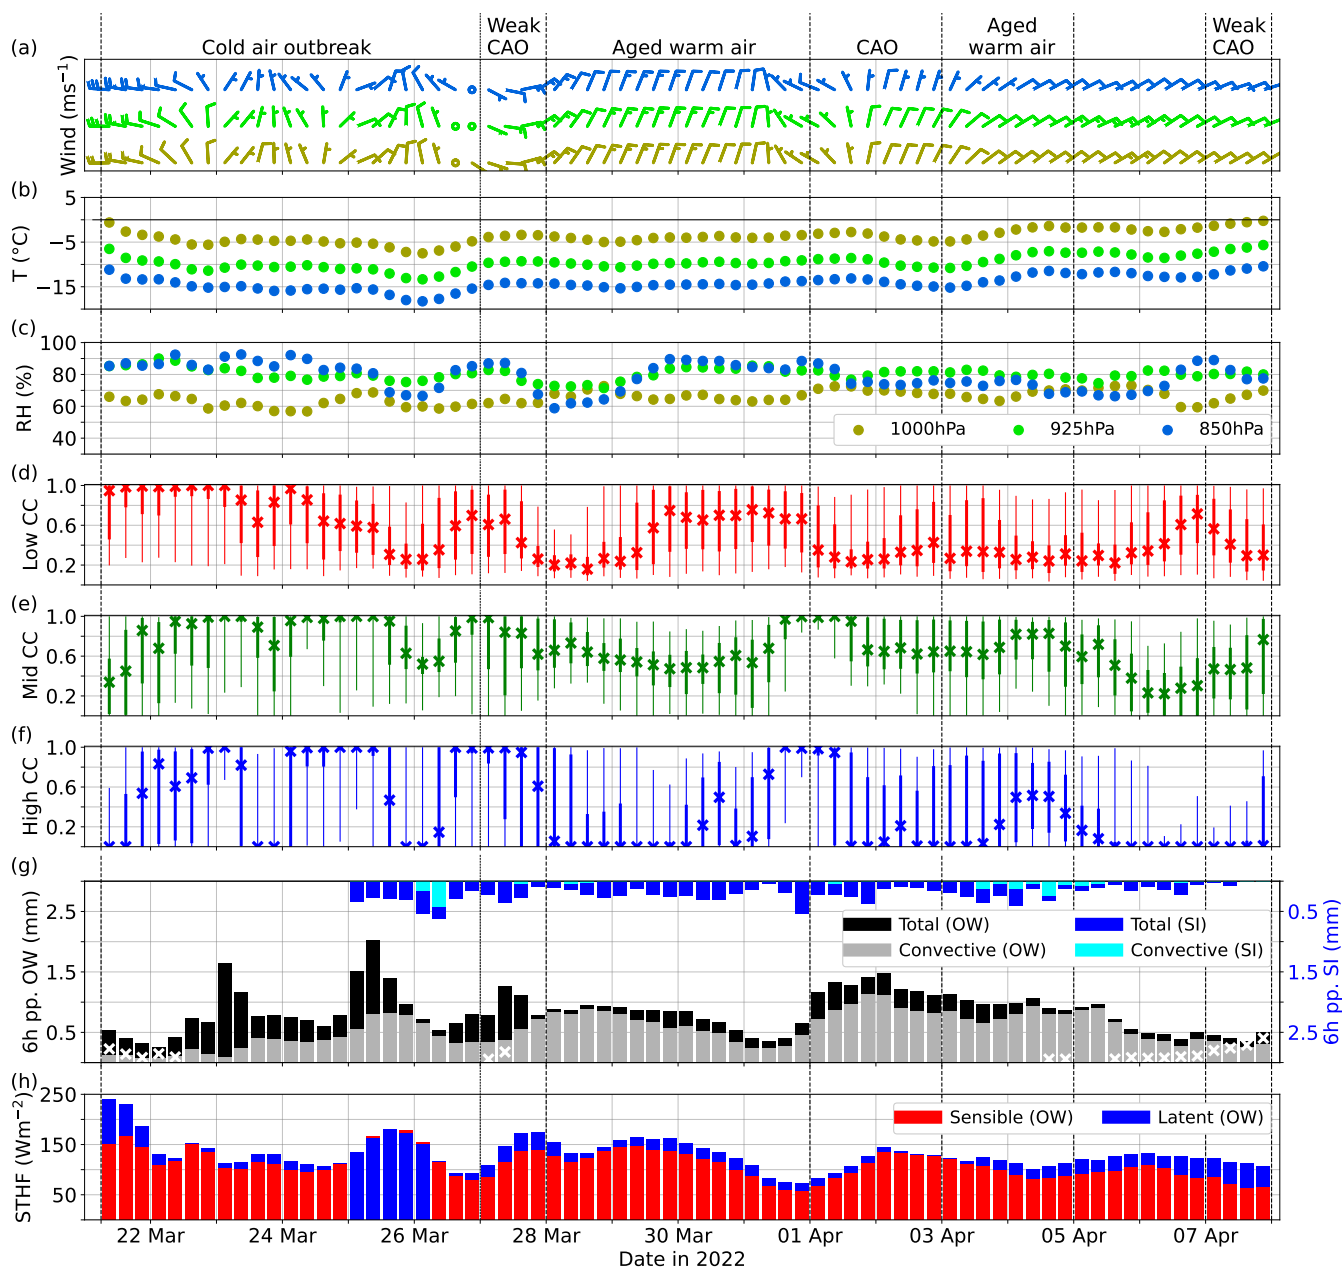 Weak
CAO
Aged
warm air
Weak
CAO
(a)
Cold air outbreak
Aged warm air
CAO
Wind (ms⁻¹)
(b)
5
−5
−15
T (°C)
(c)
100
80
60
40
RH (%)
1000hPa
925hPa
850hPa
(d)
1.0
0.6
0.2
Low CC
(e)
1.0
0.6
0.2
Mid CC
(f)
1.0
0.6
0.2
High CC
(g)
2.5
1.5
0.5
6h pp. OW (mm)
Total (OW)
Convective (OW)
Total (SI)
Convective (SI)
0.5
1.5
2.5
6h pp. SI (mm)
(h)
250
150
50
STHF (Wm⁻²)
Sensible (OW)
Latent (OW)
22 Mar
24 Mar
26 Mar
28 Mar
30 Mar
01 Apr
03 Apr
05 Apr
07 Apr
Date in 2022